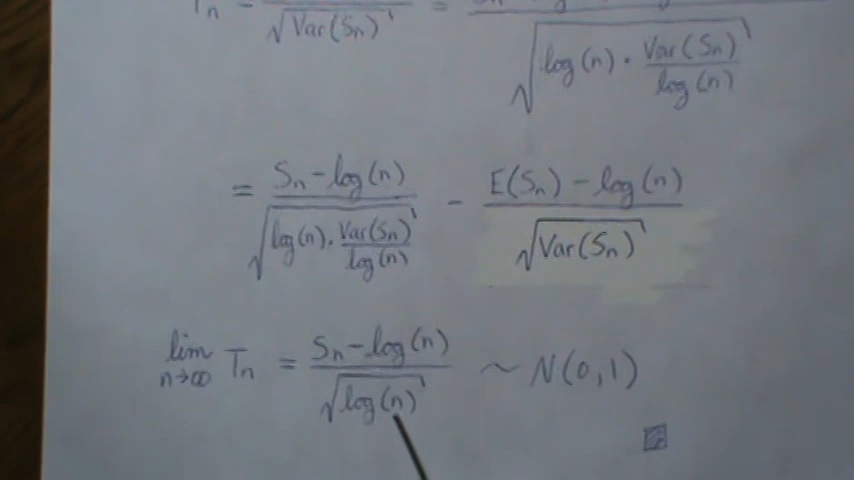 Tn = / √Var(Sn) = / √(log(n) · Var(Sn)/log(n))
= (Sn - log(n)) / √(log(n) · Var(Sn)/log(n)) - (E(Sn) - log(n)) / √Var(Sn)
lim n→∞ Tn = (Sn - log(n)) / √log(n) ~ N(0,1)